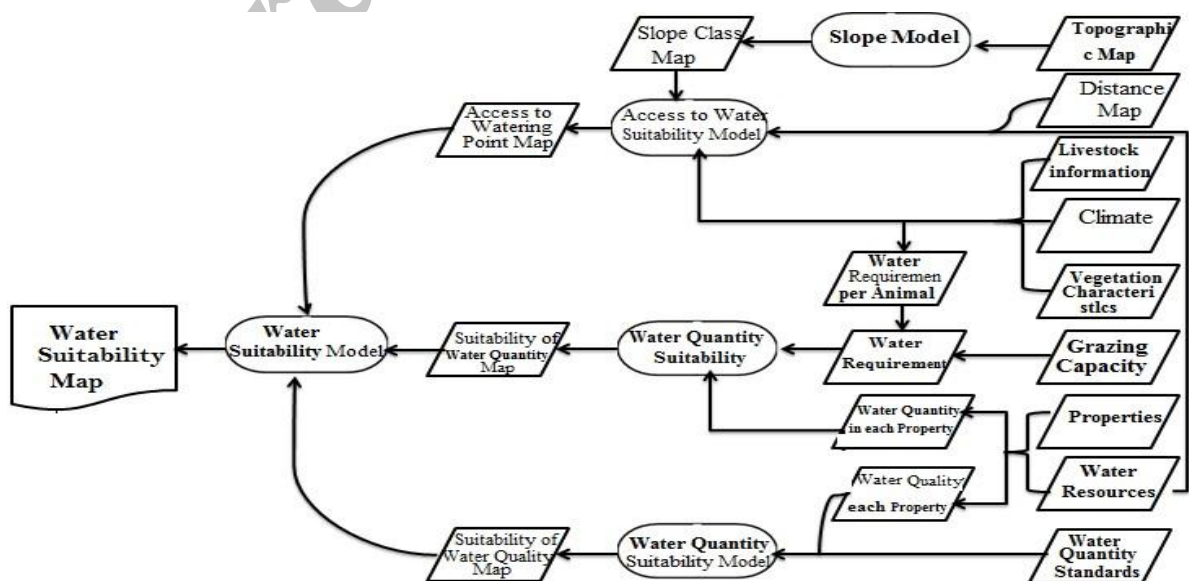 Slope Class
Map
Slope Model
Topographi
c Map
Distance
Map
Access to
Watering
Point Map
Access to Water
Suitability Model
Livestock
information
Climate
Vegetation
Characteri
stlcs
Water
Requiremen
per Animal
Water
Suitability
Map
Water
Suitability Model
Suitability of
Water Quantity
Map
Water Quantity
Suitability
Water
Requirement
Grazing
Capacity
Water Quantity
in each Property
Properties
Water Quality
each Property
Water
Resources
Suitability of
Water Quality
Map
Water Quantity
Suitability Model
Water
Quantity
Standards